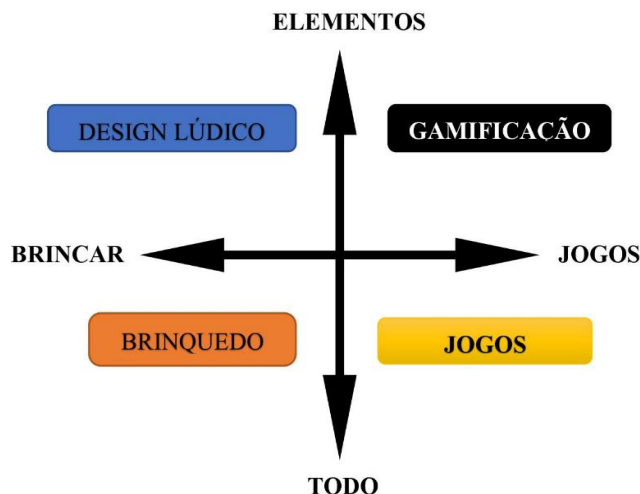 ELEMENTOS
DESIGN LÚDICO
GAMIFICAÇÃO
BRINCAR
JOGOS
BRINQUEDO
JOGOS
TODO